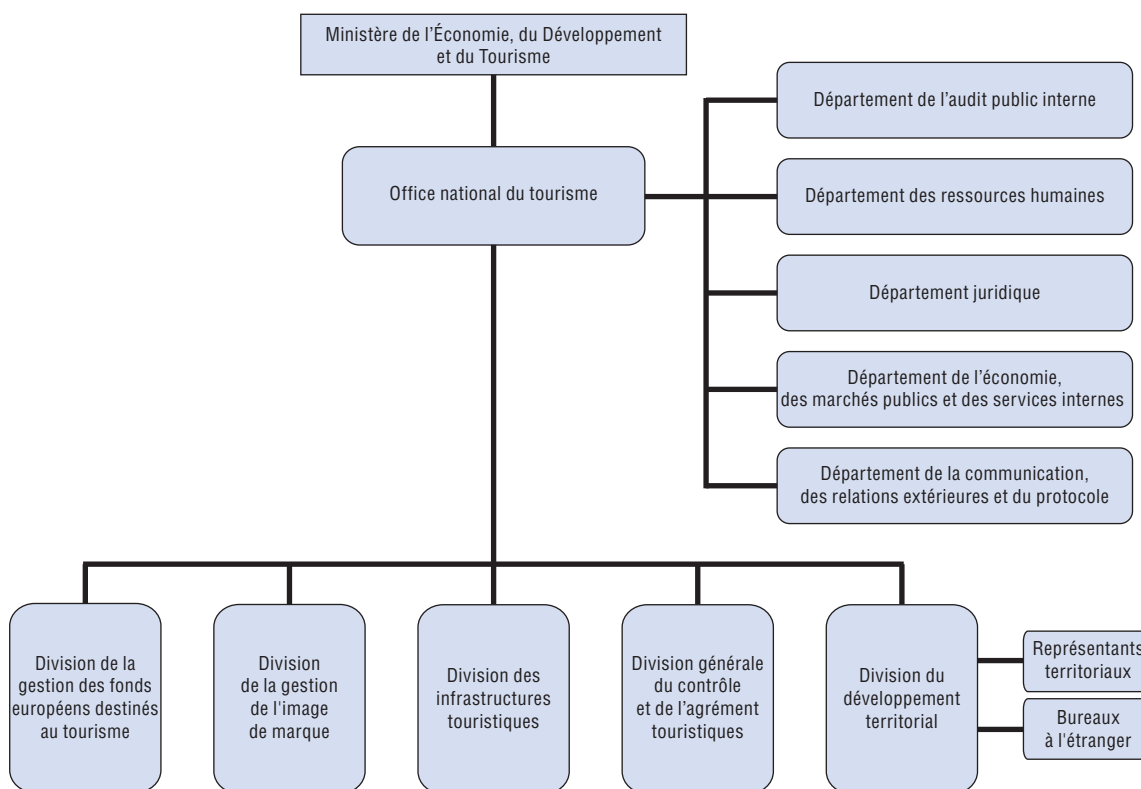 Ministère de l’Économie, du Développement
et du Tourisme
Office national du tourisme
Département de l’audit public interne
Département des ressources humaines
Département juridique
Département de l’économie,
des marchés publics et des services internes
Département de la communication,
des relations extérieures et du protocole
Division de la
gestion des fonds
européens destinés
au tourisme
Division
de la gestion
de l'image
de marque
Division des
infrastructures
touristiques
Division générale
du contrôle
et de l’agrément
touristiques
Division du
développement
territorial
Représentants
territoriaux
Bureaux
à l'étranger